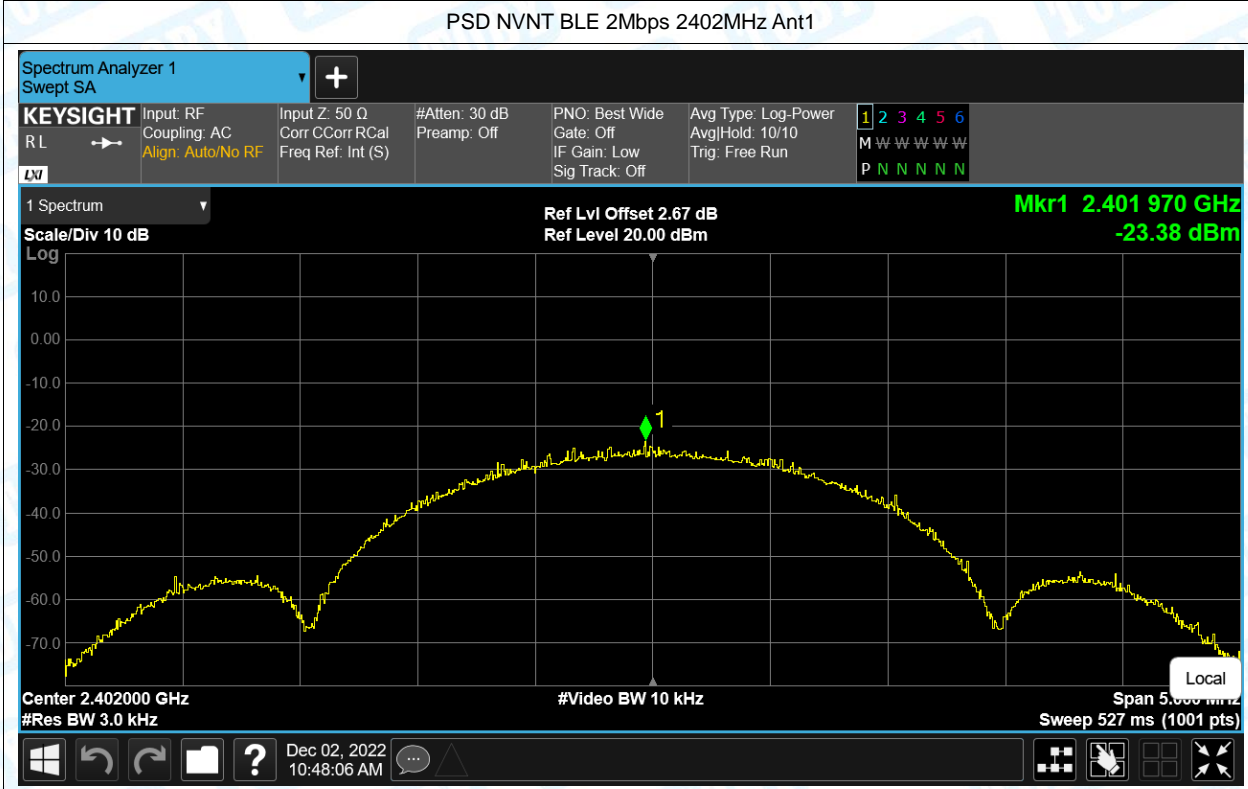 PSD NVNT BLE 2Mbps 2402MHz Ant1
Spectrum Analyzer 1
Swept SA
KEYSIGHT
R L
LXI
Input: RF
Coupling: AC
Align: Auto/No RF
Input Z: 50 Ω
Corr CCorr RCal
Freq Ref: Int (S)
#Atten: 30 dB
Preamp: Off
PNO: Best Wide
Gate: Off
IF Gain: Low
Sig Track: Off
Avg Type: Log-Power
Avg|Hold: 10/10
Trig: Free Run
1 2 3 4 5 6
M W W W W W
P N N N N N
1 Spectrum
Scale/Div 10 dB
Log
Ref Lvl Offset 2.67 dB
Ref Level 20.00 dBm
Mkr1 2.401 970 GHz
-23.38 dBm
10.0
0.00
-10.0
-20.0
-30.0
-40.0
-50.0
-60.0
-70.0
1
Center 2.402000 GHz
#Res BW 3.0 kHz
#Video BW 10 kHz
Local
Span 5.000 MHz
Sweep 527 ms (1001 pts)
?
Dec 02, 2022
10:48:06 AM